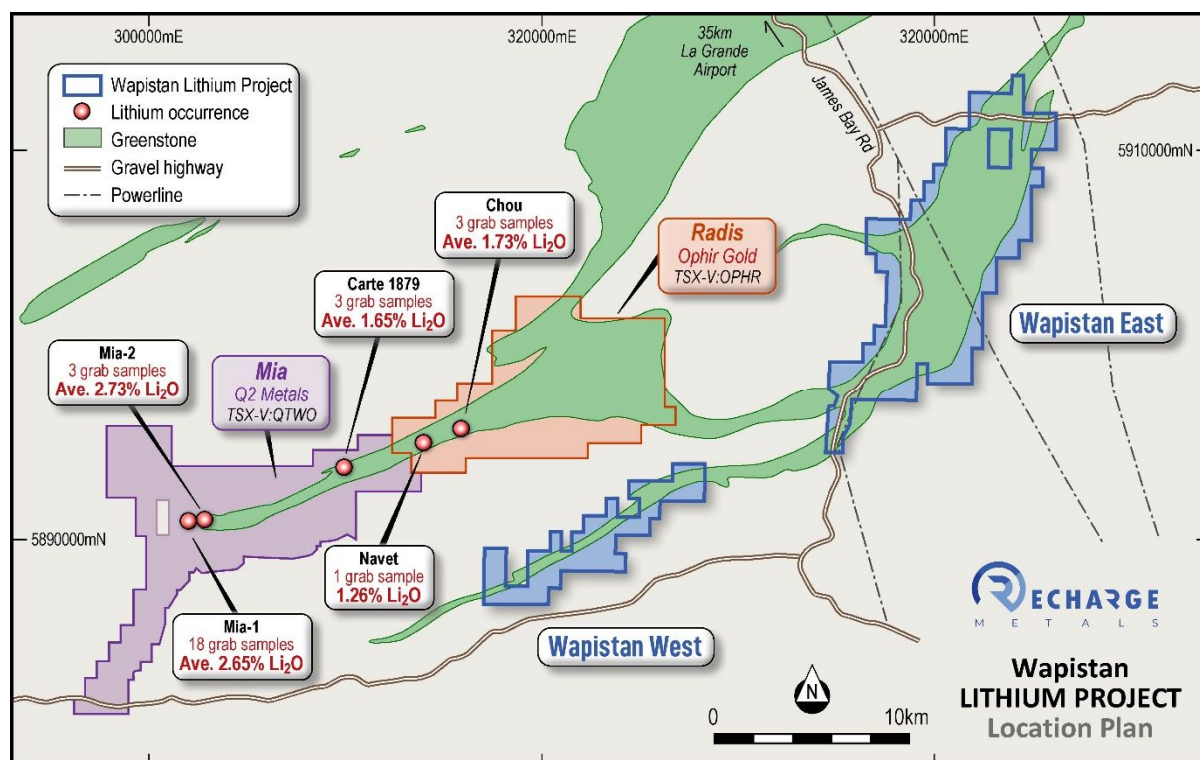 300000mE
320000mE
320000mE
35km
La Grande
Airport
James Bay Rd
Wapistan Lithium Project
Lithium occurrence
Greenstone
Gravel highway
Powerline
5910000mN
Chou
3 grab samples
Ave. 1.73% Li₂O
Radis
Ophir Gold
TSX-V:OPHR
Carte 1879
3 grab samples
Ave. 1.65% Li₂O
Wapistan East
Mia-2
3 grab samples
Ave. 2.73% Li₂O
Mia
Q2 Metals
TSX-V:QTWO
5890000mN
Navet
1 grab sample
1.26% Li₂O
Mia-1
18 grab samples
Ave. 2.65% Li₂O
Wapistan West
RECHARGE
METALS
N
0
10km
Wapistan
LITHIUM PROJECT
Location Plan